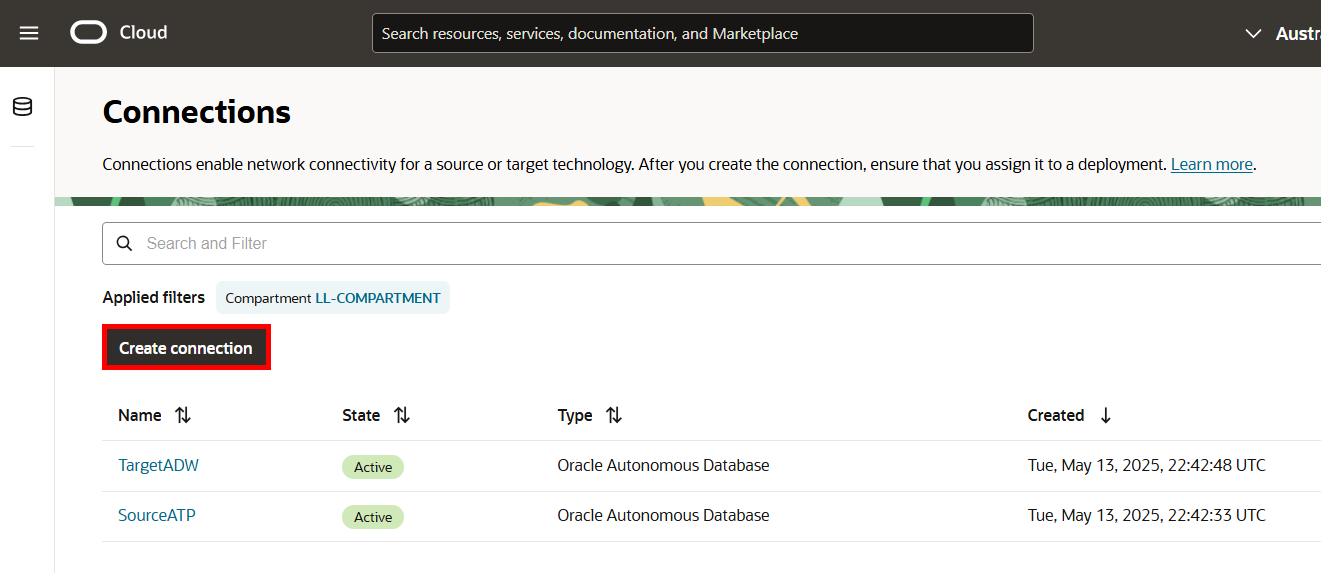 Cloud
Search resources, services, documentation, and Marketplace
Connections
Connections enable network connectivity for a source or target technology. After you create the connection, ensure that you assign it to a deployment. Learn more.
Search and Filter
Applied filters Compartment LL-COMPARTMENT
Create connection
Name State Type Created
TargetADW Active Oracle Autonomous Database Tue, May 13, 2025, 22:42:48 UTC
SourceATP Active Oracle Autonomous Database Tue, May 13, 2025, 22:42:33 UTC